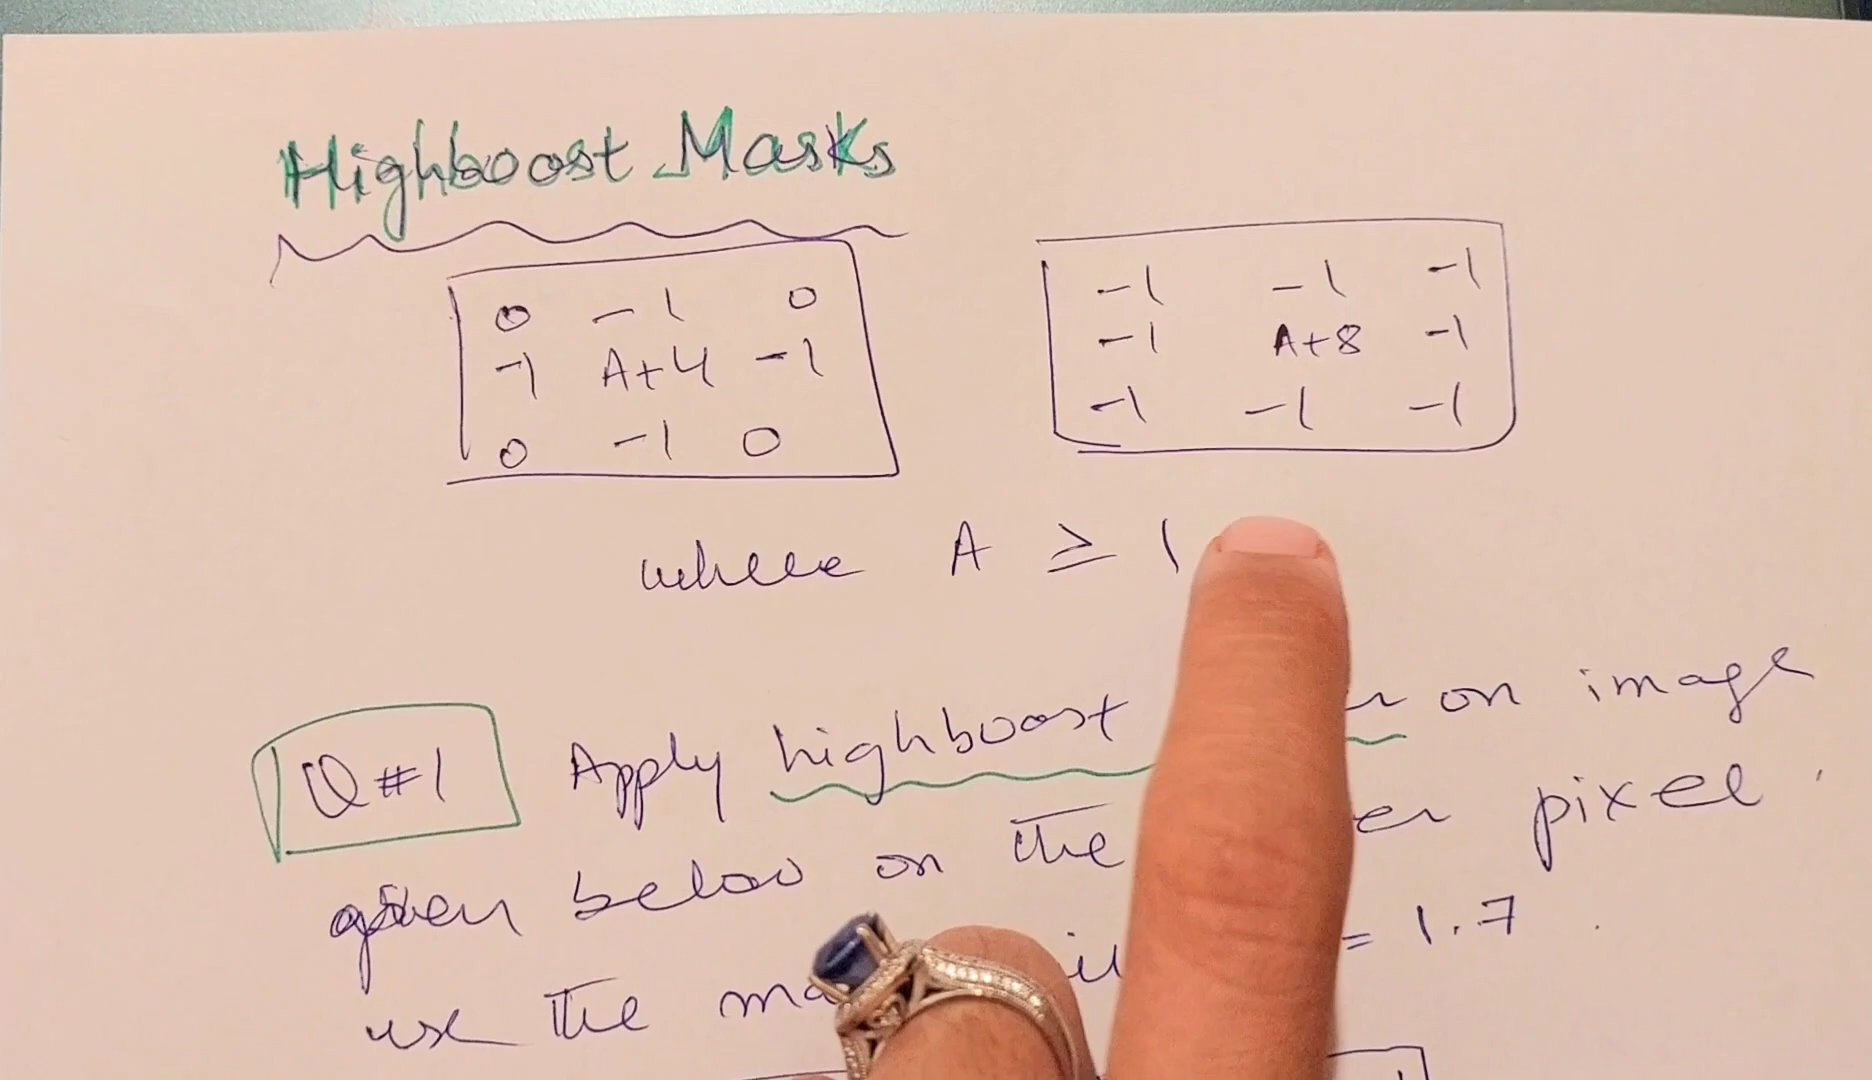 Highboost Masks
0 -1 0
-1 A+4 -1
0 -1 0
-1 -1 -1
-1 A+8 -1
-1 -1 -1
where A ≥ 1
Q#1 Apply highboost on image
given below on the pixel.
use the = 1.7